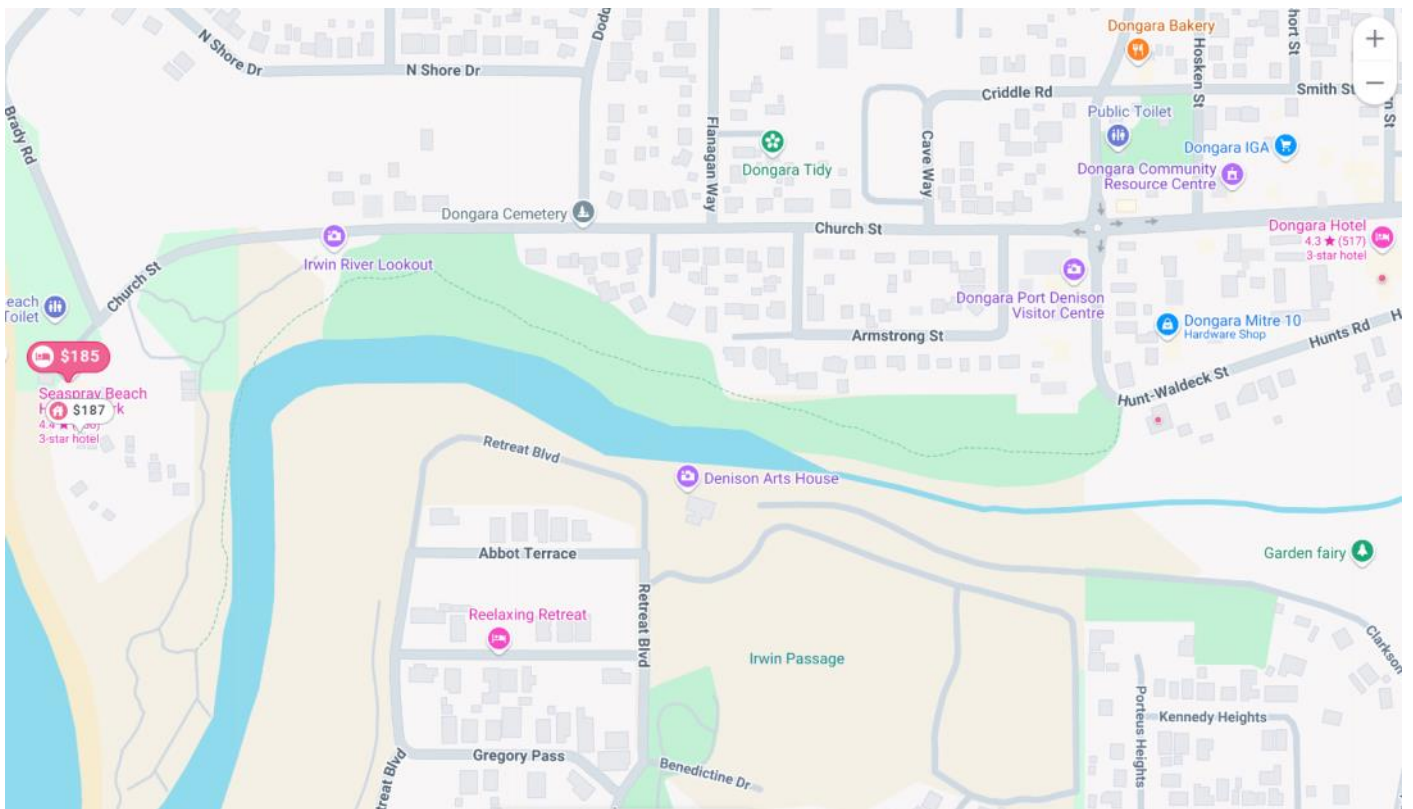 Dongara Bakery
N Shore Dr
N Shore Dr
Hosken St
Criddle Rd
Smith St
Brady Rd
Flanagan Way
Public Toilet
Cave Way
Dongara IGA
Dongara Tidy
Dongara Community
Resource Centre
Dongara Cemetery
Church St
Dongara Hotel
4.3 ★ (517)
3-star hotel
Irwin River Lookout
Church St
Dongara Port Denison
Visitor Centre
Toilet
Dongara Mitre 10
Hardware Shop
Armstrong St
Hunts Rd
$185
Seaspray Beach
$187
3-star hotel
Hunt-Waldeck St
Retreat Blvd
Denison Arts House
Abbot Terrace
Garden fairy
Retreat Blvd
Reelaxing Retreat
Irwin Passage
Clarkson
Porteus Heights
Kennedy Heights
Gregory Pass
Benedictine Dr